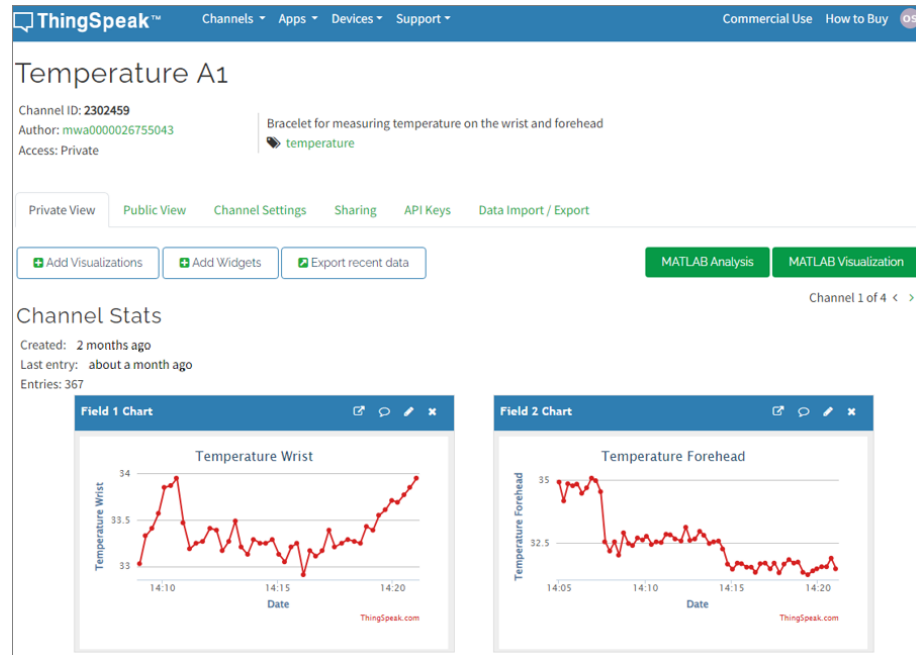 ThingSpeak™ Channels Apps Devices Support Commercial Use How to Buy OS
Temperature A1
Channel ID: 2302459
Author: mwa0000026755043
Access: Private
Bracelet for measuring temperature on the wrist and forehead
temperature
Private View Public View Channel Settings Sharing API Keys Data Import / Export
Add Visualizations Add Widgets Export recent data MATLAB Analysis MATLAB Visualization
Channel 1 of 4 < >
Channel Stats
Created: 2 months ago
Last entry: about a month ago
Entries: 367
Field 1 Chart
Temperature Wrist
Temperature Wrist
34
33.5
33
14:10 14:15 14:20
Date
ThingSpeak.com
Field 2 Chart
Temperature Forehead
Temperature Forehead
35
32.5
14:05 14:10 14:15 14:20
Date
ThingSpeak.com